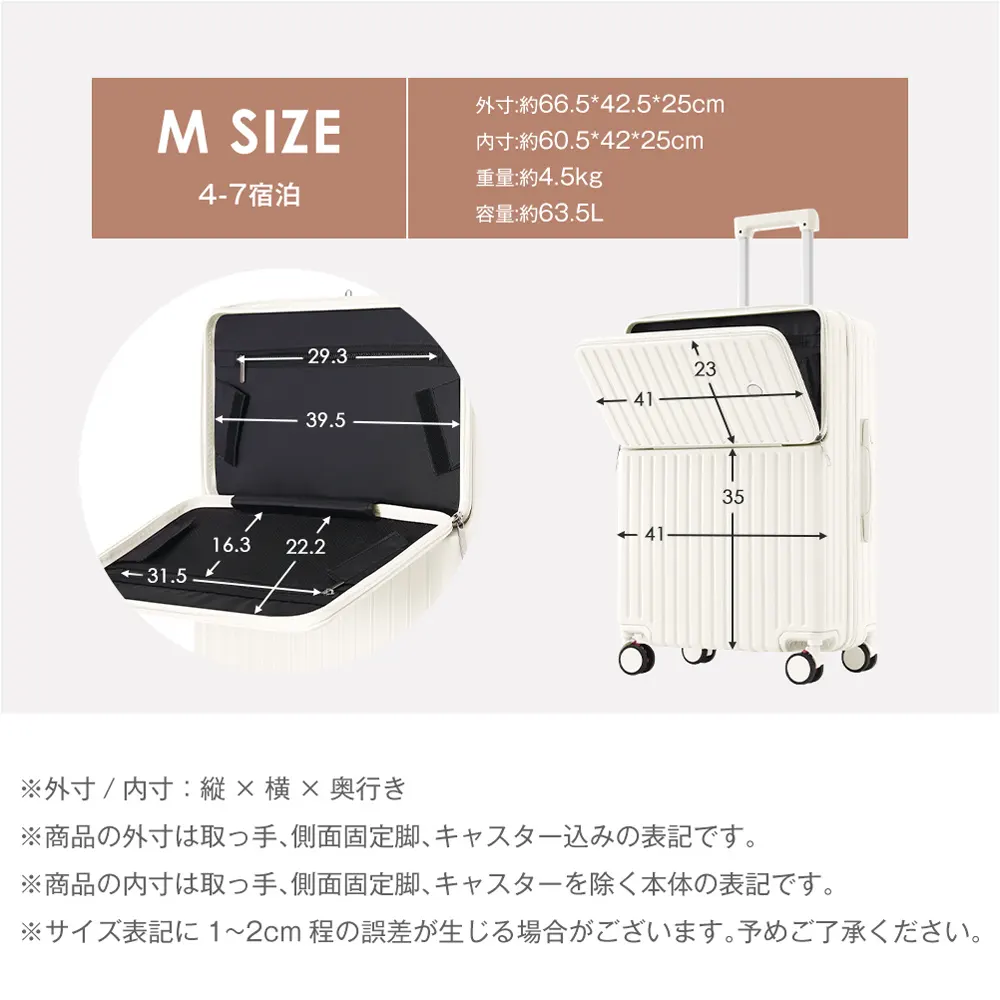 M SIZE
4-7宿泊
外寸:約66.5*42.5*25cm
内寸:約60.5*42*25cm
重量:約4.5kg
容量:約63.5L
29.3
39.5
16.3
22.2
31.5
23
41
35
41
※外寸 / 内寸：縦 × 横 × 奥行き
※商品の外寸は取っ手、側面固定脚、キャスター込みの表記です。
※商品の内寸は取っ手、側面固定脚、キャスターを除く本体の表記です。
※サイズ表記に 1~2cm 程の誤差が生じる場合がございます。予めご了承ください。